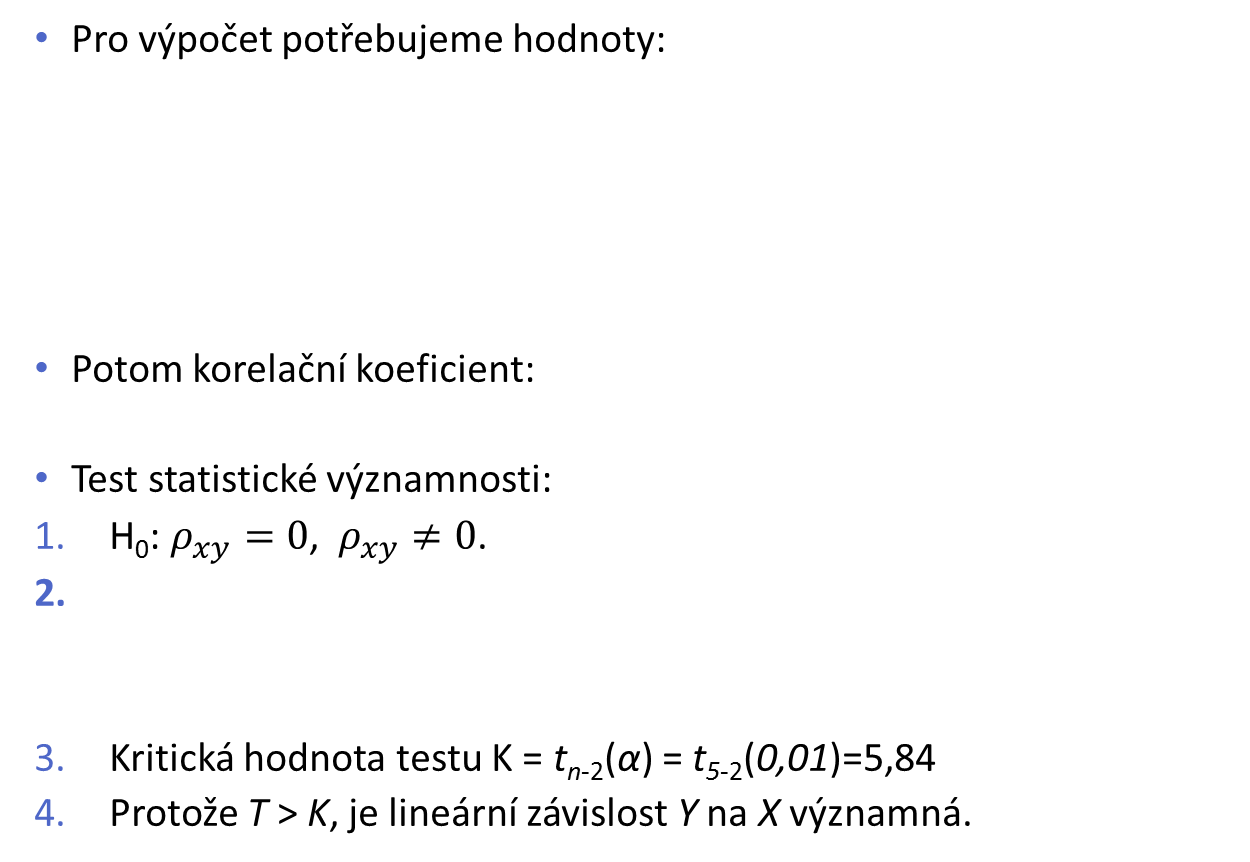 • Pro výpočet potřebujeme hodnoty:
• Potom korelační koeficient:
• Test statistické významnosti:
1. H₀: ρxy = 0, ρxy ≠ 0.
2.
3. Kritická hodnota testu K = tn-2(α) = t5-2(0,01)=5,84
4. Protože T > K, je lineární závislost Y na X významná.